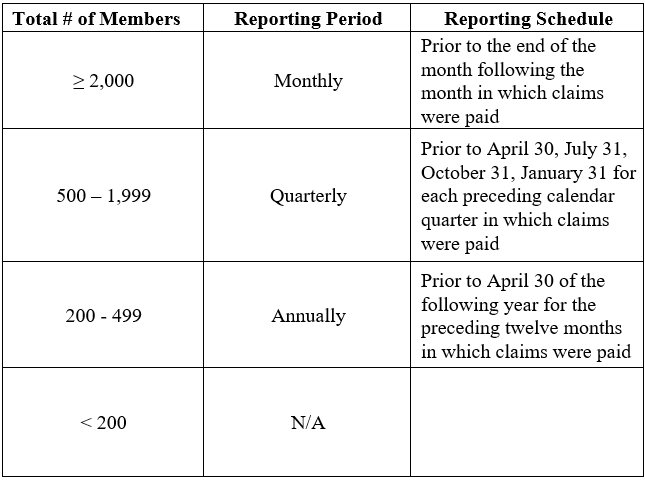 Total # of Members
Reporting Period
Reporting Schedule
≥ 2,000
Monthly
Prior to the end of the
month following the
month in which claims
were paid
500 – 1,999
Quarterly
Prior to April 30, July 31,
October 31, January 31 for
each preceding calendar
quarter in which claims
were paid
200 - 499
Annually
Prior to April 30 of the
following year for the
preceding twelve months
in which claims were paid
< 200
N/A